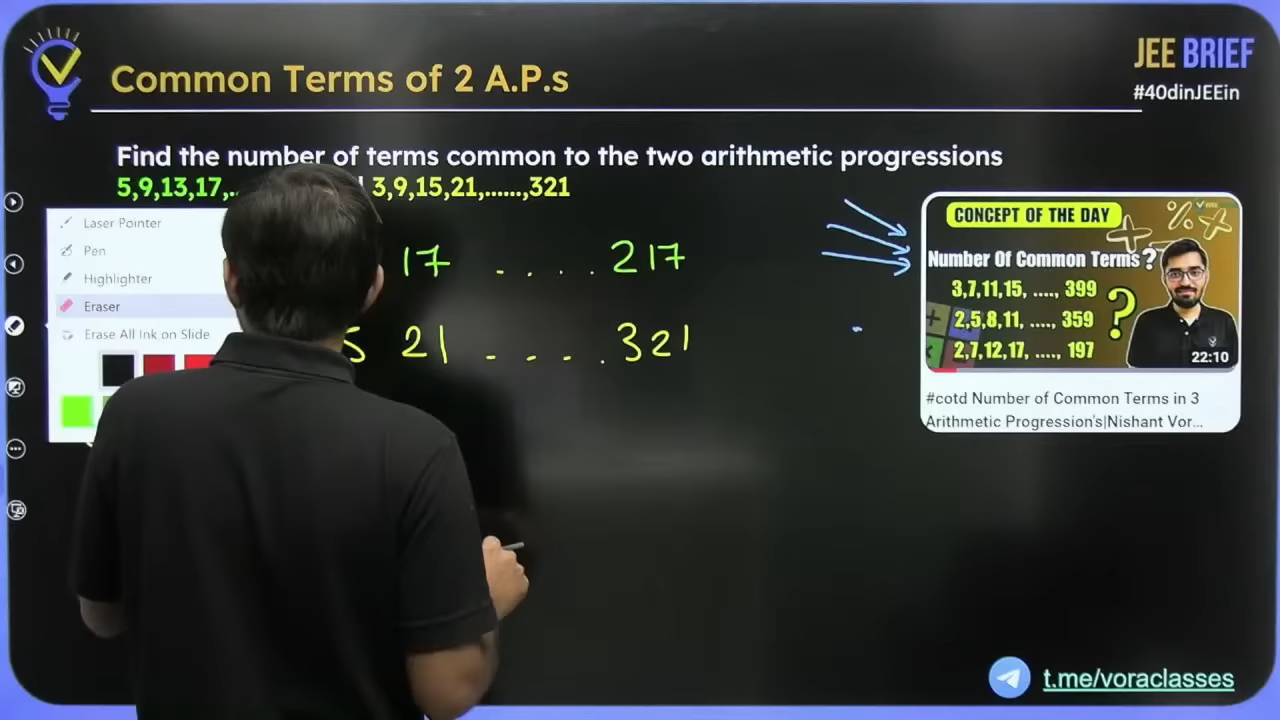 JEE BRIEF
Common Terms of 2 A.P.s
#40dinJEEin
Find the number of terms common to the two arithmetic progressions
5,9,13,17,.. 3,9,15,21,......,321
Laser Pointer
Pen
Highlighter
Eraser
Erase All Ink on Slide
17 ..... 217
21 ..... 321
CONCEPT OF THE DAY
Number Of Common Terms?
3,7,11,15, ...., 399
2,5,8,11, ...., 359
2,7,12,17, ...., 197
?
22:10
#cotd Number of Common Terms in 3
Arithmetic Progression's|Nishant Vor...
t.me/voraclasses